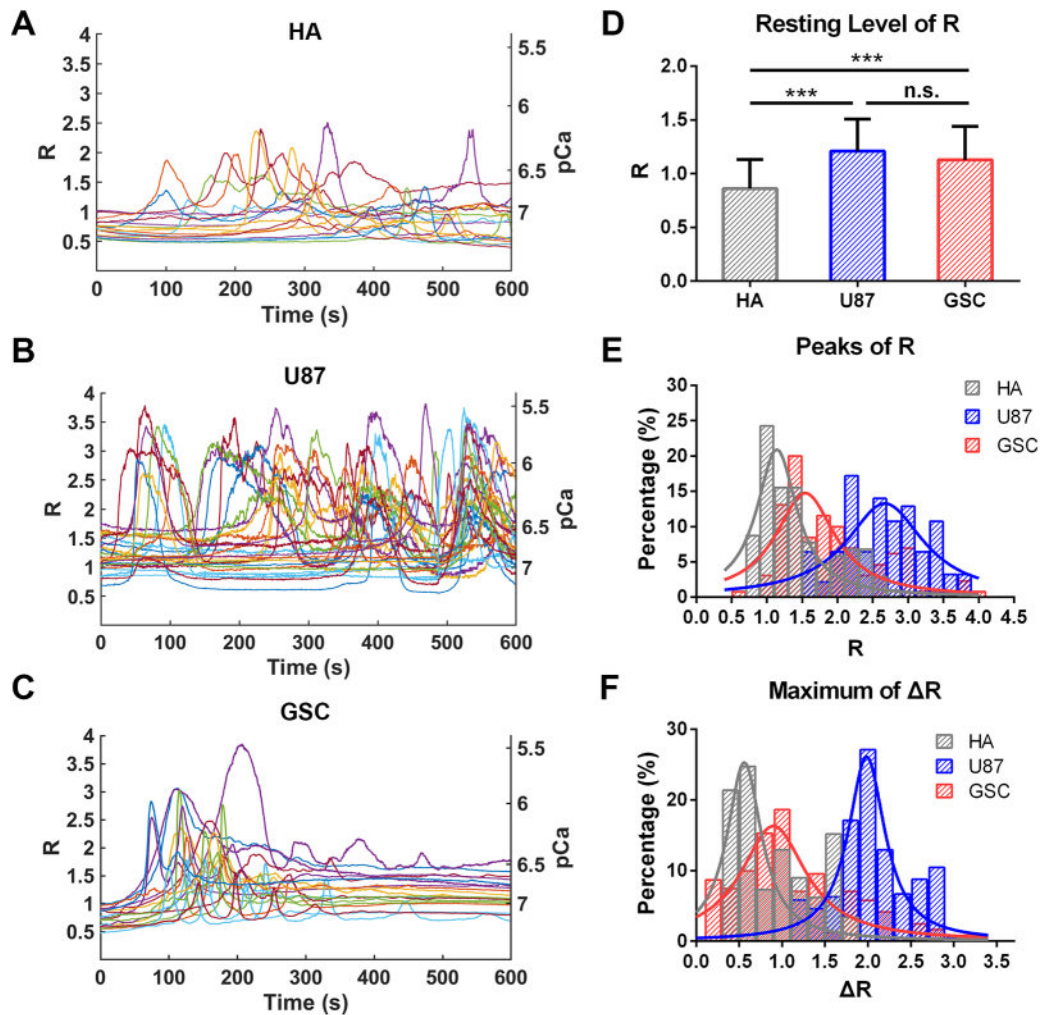 A
HA
4
3.5
3
2.5
2
1.5
1
0.5
R
5.5
6
6.5
7
pCa
0 100 200 300 400 500 600
Time (s)
B
U87
4
3.5
3
2.5
2
1.5
1
0.5
R
5.5
6
6.5
7
pCa
0 100 200 300 400 500 600
Time (s)
C
GSC
4
3.5
3
2.5
2
1.5
1
0.5
R
5.5
6
6.5
7
pCa
0 100 200 300 400 500 600
Time (s)
D
Resting Level of R
2.0
1.5
1.0
0.5
0.0
R
***
***
n.s.
HA U87 GSC
E
Peaks of R
30
25
20
15
10
5
0
Percentage (%)
HA
U87
GSC
0.0 0.5 1.0 1.5 2.0 2.5 3.0 3.5 4.0 4.5
R
F
Maximum of ΔR
30
20
10
0
Percentage (%)
HA
U87
GSC
0.0 0.5 1.0 1.5 2.0 2.5 3.0 3.5
ΔR